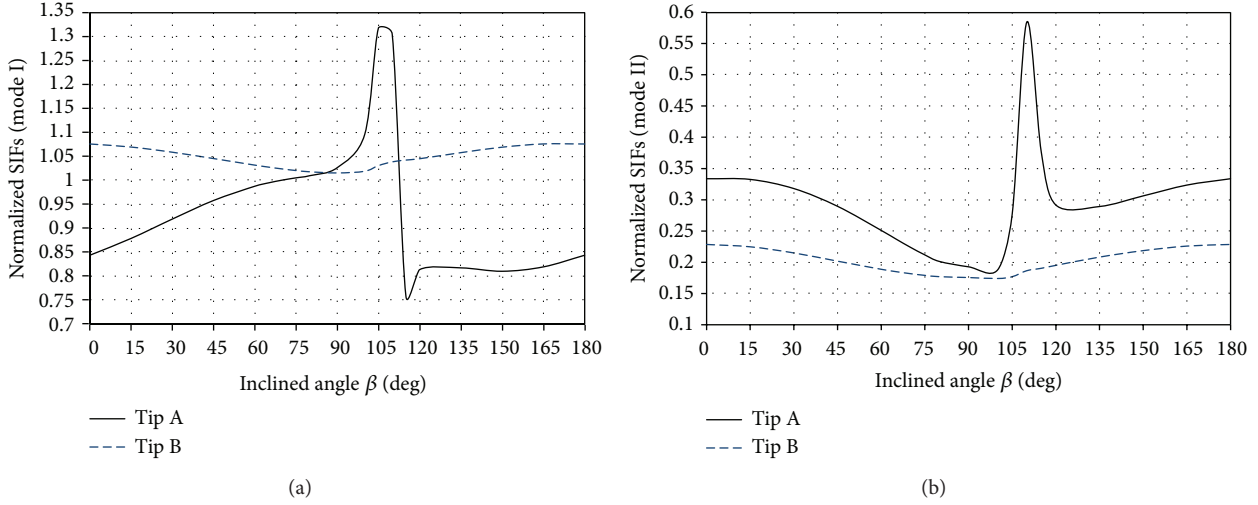 Normalized SIFs (mode I)
1.35
1.3
1.25
1.2
1.15
1.1
1.05
1
0.95
0.9
0.85
0.8
0.75
0.7
0 15 30 45 60 75 90 105 120 135 150 165 180
Inclined angle β (deg)
Tip A
Tip B
(a)
Normalized SIFs (mode II)
0.6
0.55
0.5
0.45
0.4
0.35
0.3
0.25
0.2
0.15
0.1
0 15 30 45 60 75 90 105 120 135 150 165 180
Inclined angle β (deg)
Tip A
Tip B
(b)